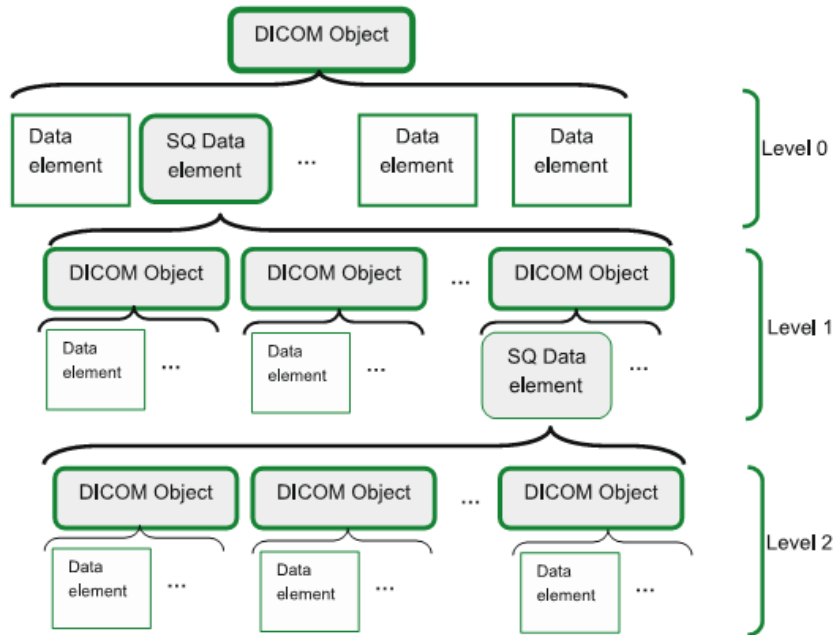 DICOM Object
Data
element
SQ Data
element
...
Data
element
Data
element
Level 0
DICOM Object
DICOM Object
...
DICOM Object
Data
element
...
Data
element
...
SQ Data
element
...
Level 1
DICOM Object
DICOM Object
...
DICOM Object
Data
element
...
Data
element
...
Data
element
...
Level 2